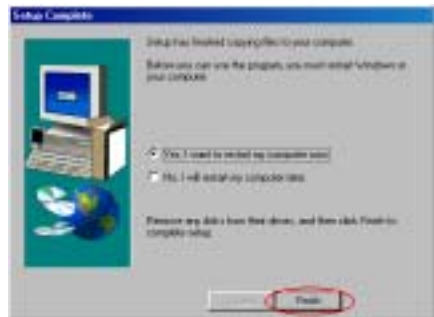 Setup Complete
Setup has finished copying files to your computer.
Before you can use the program, you must restart Windows or
your computer.
Yes, I want to restart my computer now.
No, I will restart my computer later.
Remove any disks from their drives, and then click Finish to
complete setup.
Finish